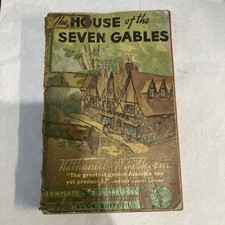 The HOUSE of the
SEVEN GABLES
Nathaniel Hawthorne
"The greatest genius America has
yet produced."
COMPLETE